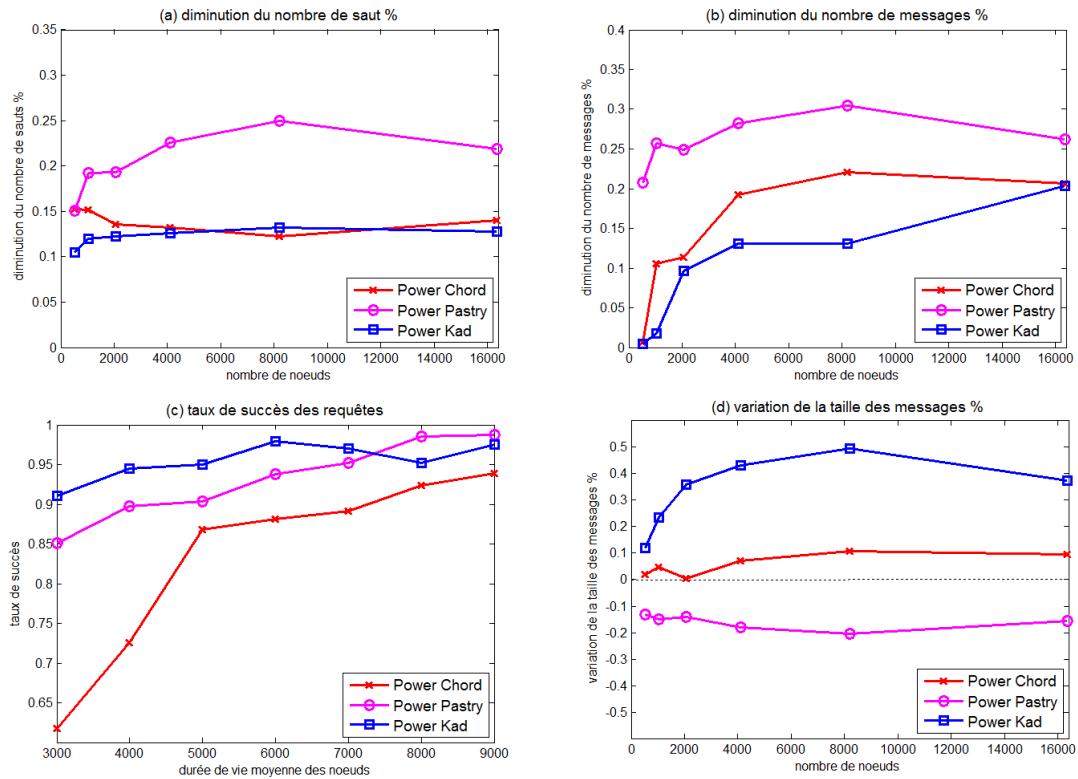 (a) diminution du nombre de saut %
diminution du nombre de sauts %
0.35
0.3
0.25
0.2
0.15
0.1
0.05
0
0 2000 4000 6000 8000 10000 12000 14000 16000
nombre de noeuds
Power Chord
Power Pastry
Power Kad
(b) diminution du nombre de messages %
diminution du nombre de messages %
0.4
0.35
0.3
0.25
0.2
0.15
0.1
0.05
0
0 2000 4000 6000 8000 10000 12000 14000 16000
nombre de noeuds
Power Chord
Power Pastry
Power Kad
(c) taux de succès des requêtes
taux de succès
1
0.95
0.9
0.85
0.8
0.75
0.7
0.65
3000 4000 5000 6000 7000 8000 9000
durée de vie moyenne des noeuds
Power Chord
Power Pastry
Power Kad
(d) variation de la taille des messages %
variation de la taille des messages %
0.5
0.4
0.3
0.2
0.1
0
-0.1
-0.2
-0.3
-0.4
-0.5
0 2000 4000 6000 8000 10000 12000 14000 16000
nombre de noeuds
Power Chord
Power Pastry
Power Kad